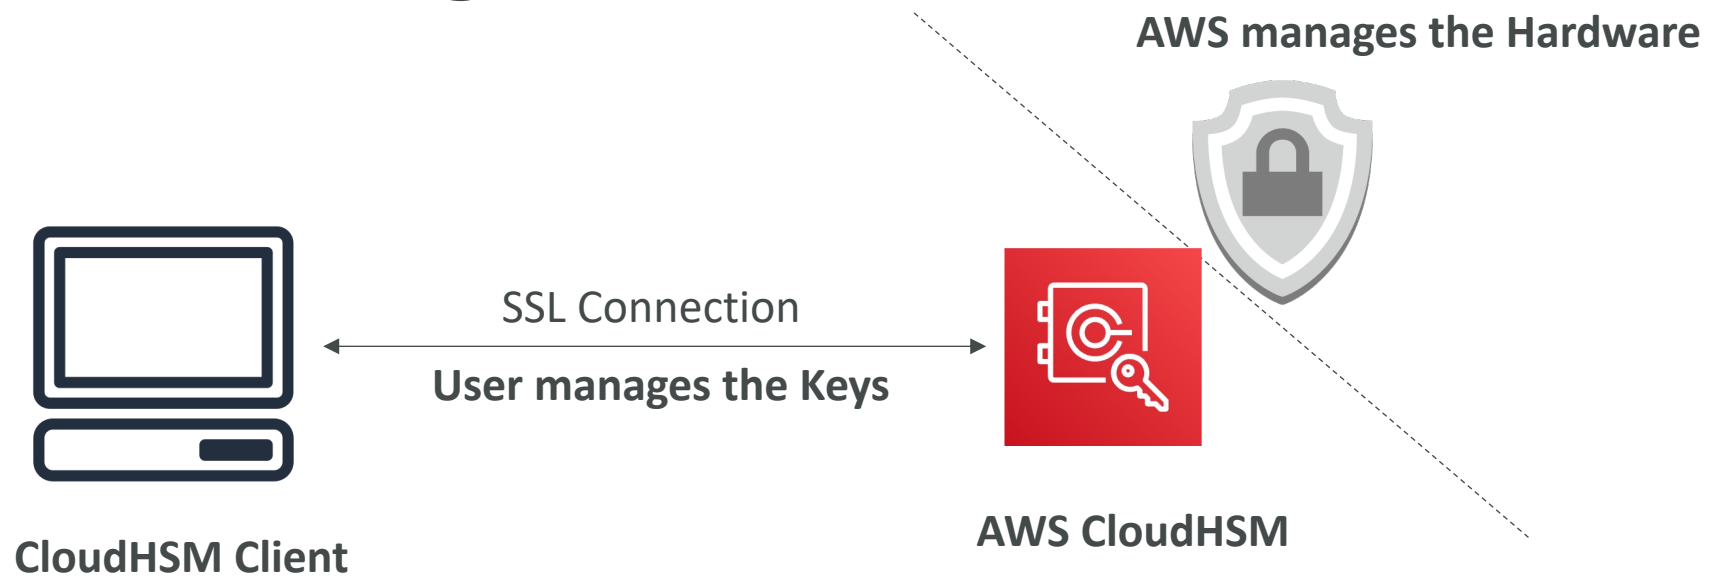 AWS manages the Hardware
SSL Connection
User manages the Keys
AWS CloudHSM
CloudHSM Client